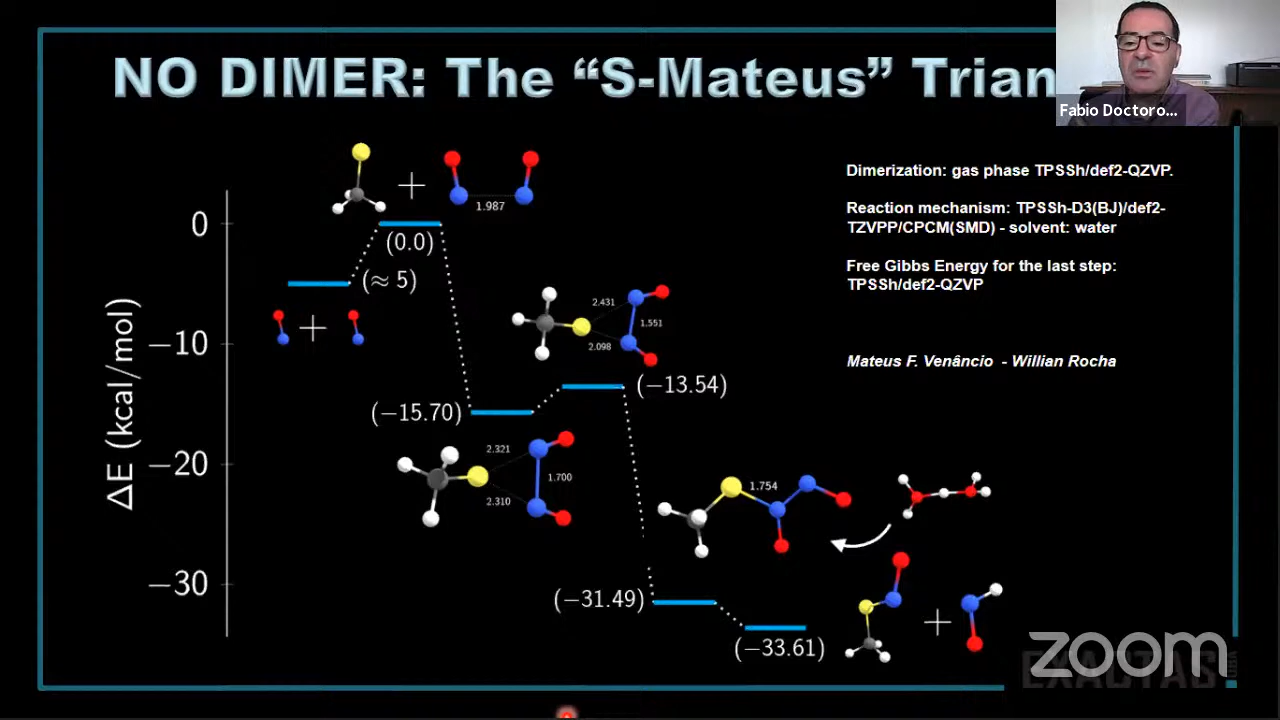 NO DIMER: The “S-Mateus” Trian
Fabio Doctoro...
Dimerization: gas phase TPSSh/def2-QZVP.
Reaction mechanism: TPSSh-D3(BJ)/def2-
TZVPP/CPCM(SMD) - solvent: water
Free Gibbs Energy for the last step:
TPSSh/def2-QZVP
Mateus F. Venâncio - Willian Rocha
ΔE (kcal/mol)
0
−10
−20
−30
+
1.987
(0.0)
(≈ 5)
+
2.431
1.551
2.098
(−13.54)
(−15.70)
2.321
1.700
2.310
1.754
(−31.49)
(−33.61)
+
zoom
EXACTAS